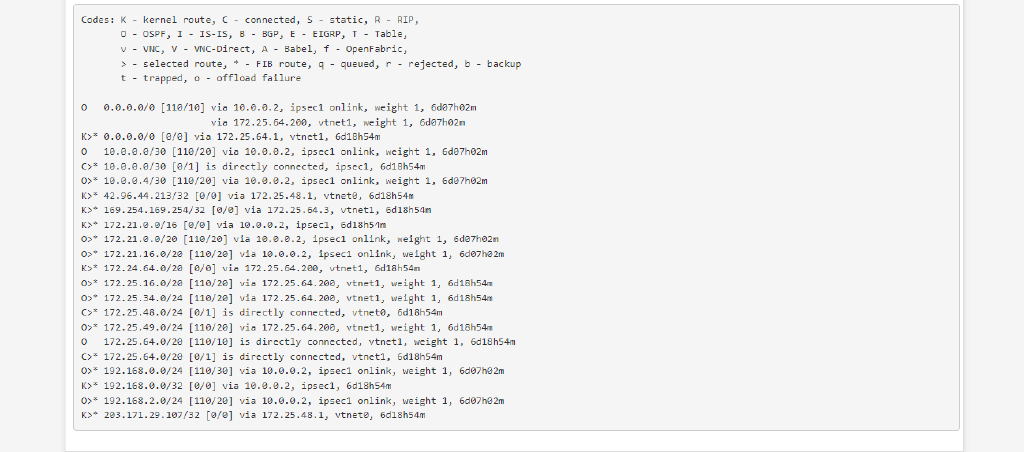 Codes: K - kernel route, C - connected, S - static, R - RIP,
O - OSPF, I - IS-IS, B - BGP, E - EIGRP, T - Table,
v - VNC, V - VNC-Direct, A - Babel, f - OpenFabric,
> - selected route, * - FIB route, q - queued, r - rejected, b - backup
t - trapped, o - offload failure
O 0.0.0.0/0 [110/10] via 10.0.0.2, ipsec1 onlink, weight 1, 6d07h02m
via 172.25.64.200, vtnet1, weight 1, 6d07h02m
K>* 0.0.0.0/0 [0/0] via 172.25.64.1, vtnet1, 6d18h54m
O 10.0.0.0/30 [110/20] via 10.0.0.2, ipsec1 onlink, weight 1, 6d07h02m
C>* 10.0.0.0/30 [0/1] is directly connected, ipsec1, 6d18h54m
O>* 10.0.0.4/30 [110/20] via 10.0.0.2, ipsec1 onlink, weight 1, 6d07h02m
K>* 42.96.44.213/32 [0/0] via 172.25.48.1, vtnet0, 6d18h54m
K>* 169.254.169.254/32 [0/0] via 172.25.64.3, vtnet1, 6d18h54m
K>* 172.21.0.0/16 [0/0] via 10.0.0.2, ipsec1, 6d18h54m
O>* 172.21.0.0/20 [110/20] via 10.0.0.2, ipsec1 onlink, weight 1, 6d07h02m
O>* 172.21.16.0/20 [110/20] via 10.0.0.2, ipsec1 onlink, weight 1, 6d07h02m
K>* 172.24.64.0/20 [0/0] via 172.25.64.200, vtnet1, 6d18h54m
O>* 172.25.16.0/20 [110/20] via 172.25.64.200, vtnet1, weight 1, 6d18h54m
O>* 172.25.34.0/24 [110/20] via 172.25.64.200, vtnet1, weight 1, 6d18h54m
C>* 172.25.48.0/24 [0/1] is directly connected, vtnet0, 6d18h54m
O>* 172.25.49.0/24 [110/20] via 172.25.64.200, vtnet1, weight 1, 6d18h54m
O 172.25.64.0/20 [110/10] is directly connected, vtnet1, weight 1, 6d18h54m
C>* 172.25.64.0/20 [0/1] is directly connected, vtnet1, 6d18h54m
O>* 192.168.0.0/24 [110/30] via 10.0.0.2, ipsec1 onlink, weight 1, 6d07h02m
K>* 192.168.0.0/32 [0/0] via 10.0.0.2, ipsec1, 6d18h54m
O>* 192.168.2.0/24 [110/20] via 10.0.0.2, ipsec1 onlink, weight 1, 6d07h02m
K>* 203.171.29.107/32 [0/0] via 172.25.48.1, vtnet0, 6d18h54m